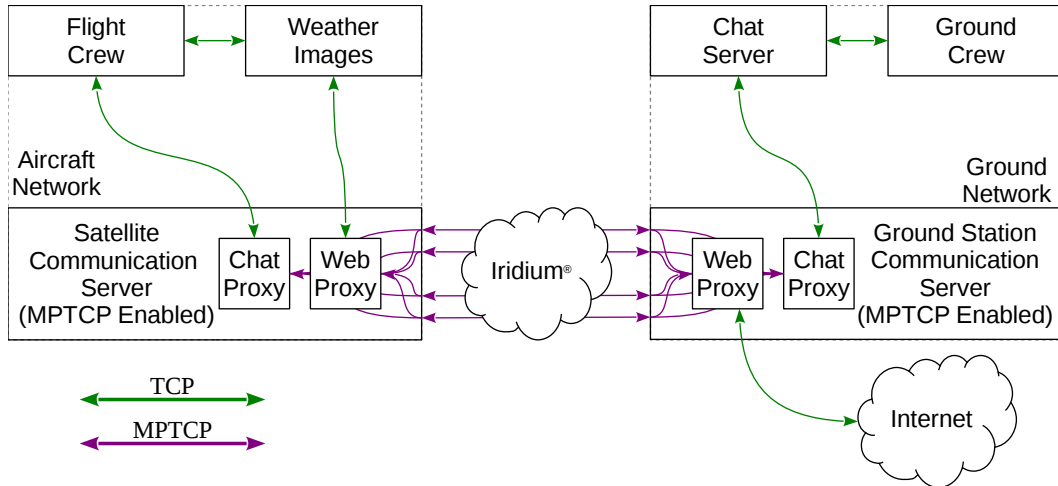 Flight
Crew
Weather
Images
Chat
Server
Ground
Crew
Aircraft
Network
Ground
Network
Satellite
Communication
Server
(MPTCP Enabled)
Chat
Proxy
Web
Proxy
Iridium®
Web
Proxy
Chat
Proxy
Ground Station
Communication
Server
(MPTCP Enabled)
TCP
MPTCP
Internet